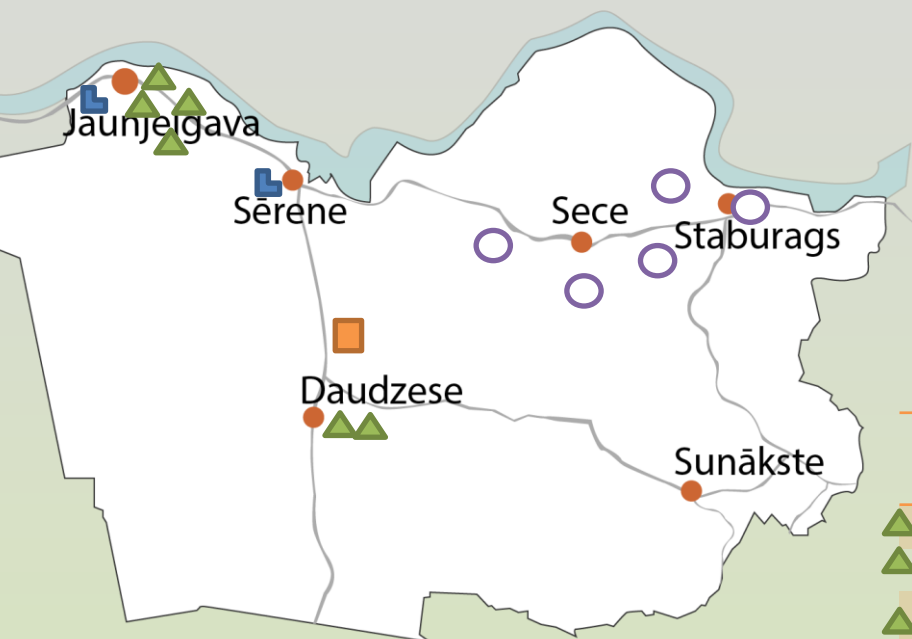 Jaunjelgava
Sērene
Sece
Staburags
Daudzese
Sunākste